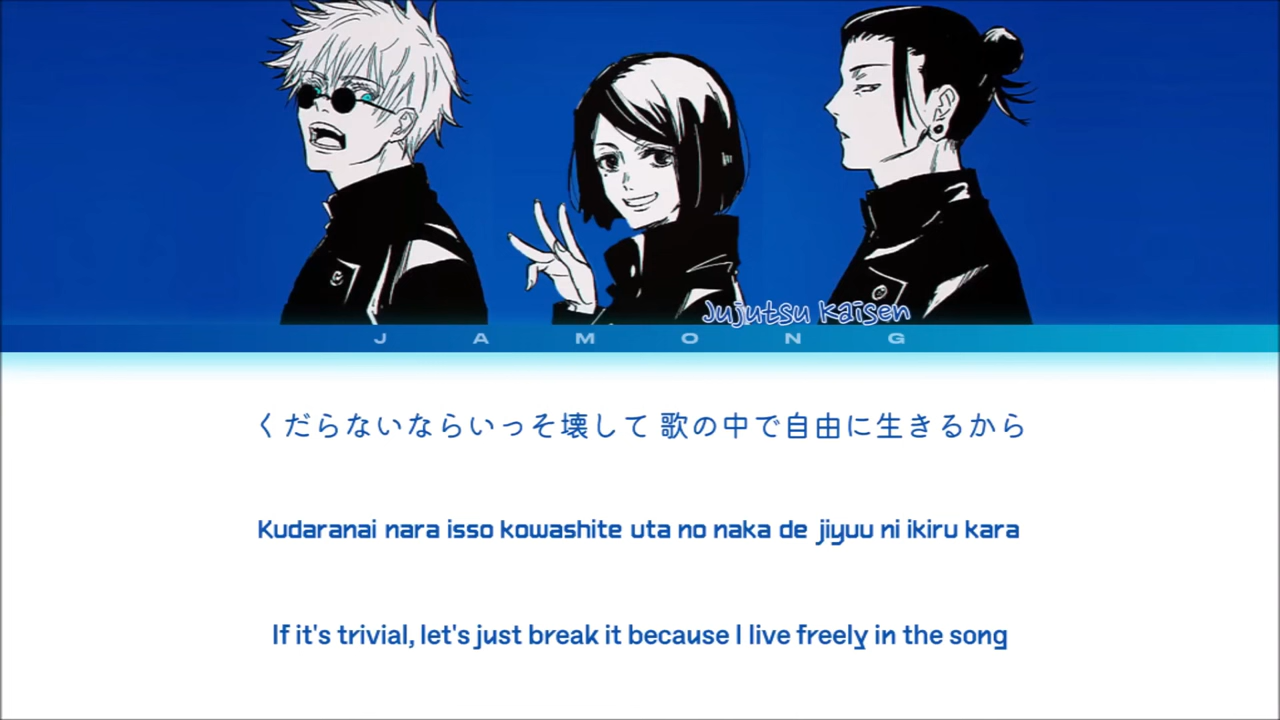 Jujutsu Kaisen
JAMONG
くだらないならいっそ壊して 歌の中で自由に生きるから
Kudaranai nara isso kowashite uta no naka de jiyuu ni ikiru kara
If it's trivial, let's just break it because I live freely in the song